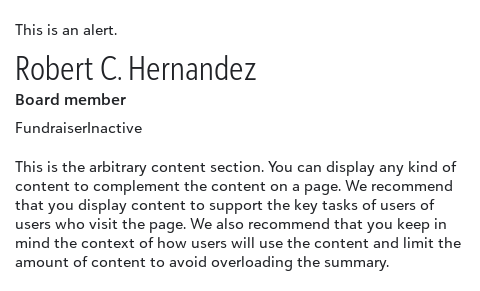 This is an alert.
Robert C. Hernandez
Board member
FundraiserInactive
This is the arbitrary content section. You can display any kind of
content to complement the content on a page. We recommend
that you display content to support the key tasks of users of
users who visit the page. We also recommend that you keep in
mind the context of how users will use the content and limit the
amount of content to avoid overloading the summary.